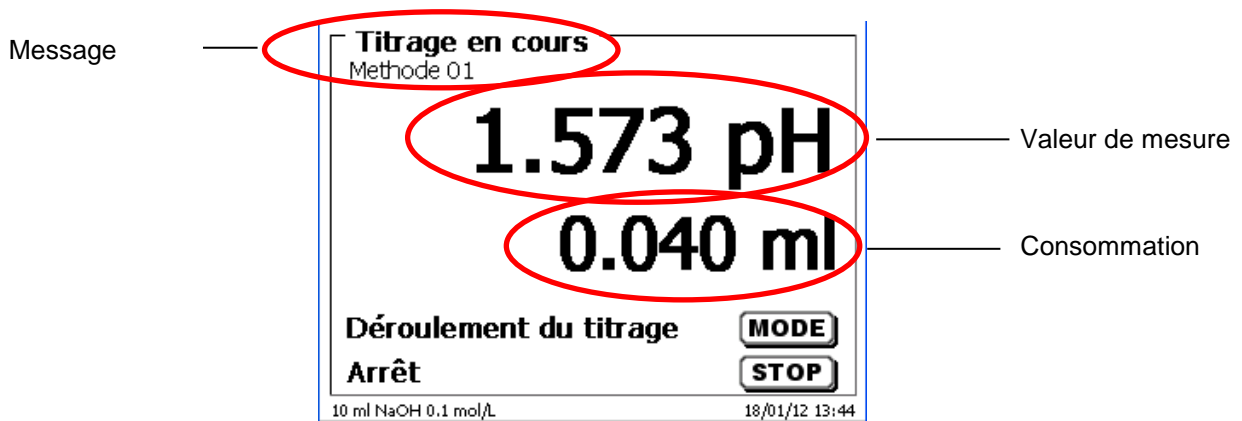 Message
Titrage en cours
Methode 01
1.573 pH
Valeur de mesure
0.040 ml
Consommation
Déroulement du titrage MODE
Arrêt STOP
10 ml NaOH 0.1 mol/L 18/01/12 13:44